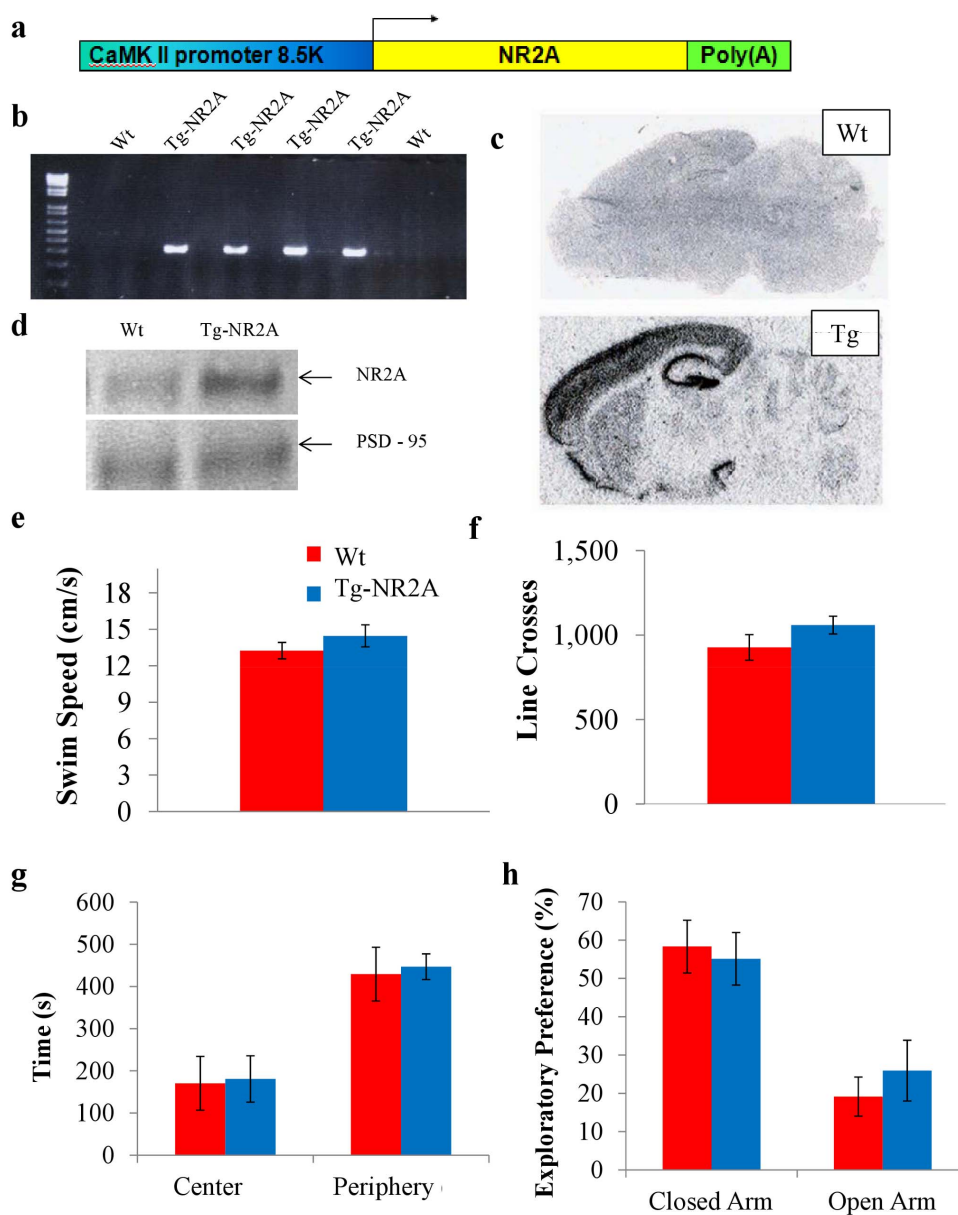 a
CaMK II promoter 8.5K
NR2A
Poly(A)
b
Wt
Tg-NR2A
Tg-NR2A
Tg-NR2A
Tg-NR2A
Wt
c
Wt
Tg
d
Wt
Tg-NR2A
NR2A
PSD - 95
e
Wt
Tg-NR2A
Swim Speed (cm/s)
18
15
12
9
6
3
0
f
Line Crosses
1,500
1,000
500
0
g
Time (s)
600
500
400
300
200
100
0
Center
Periphery
h
Exploratory Preference (%)
70
60
50
40
30
20
10
0
Closed Arm
Open Arm